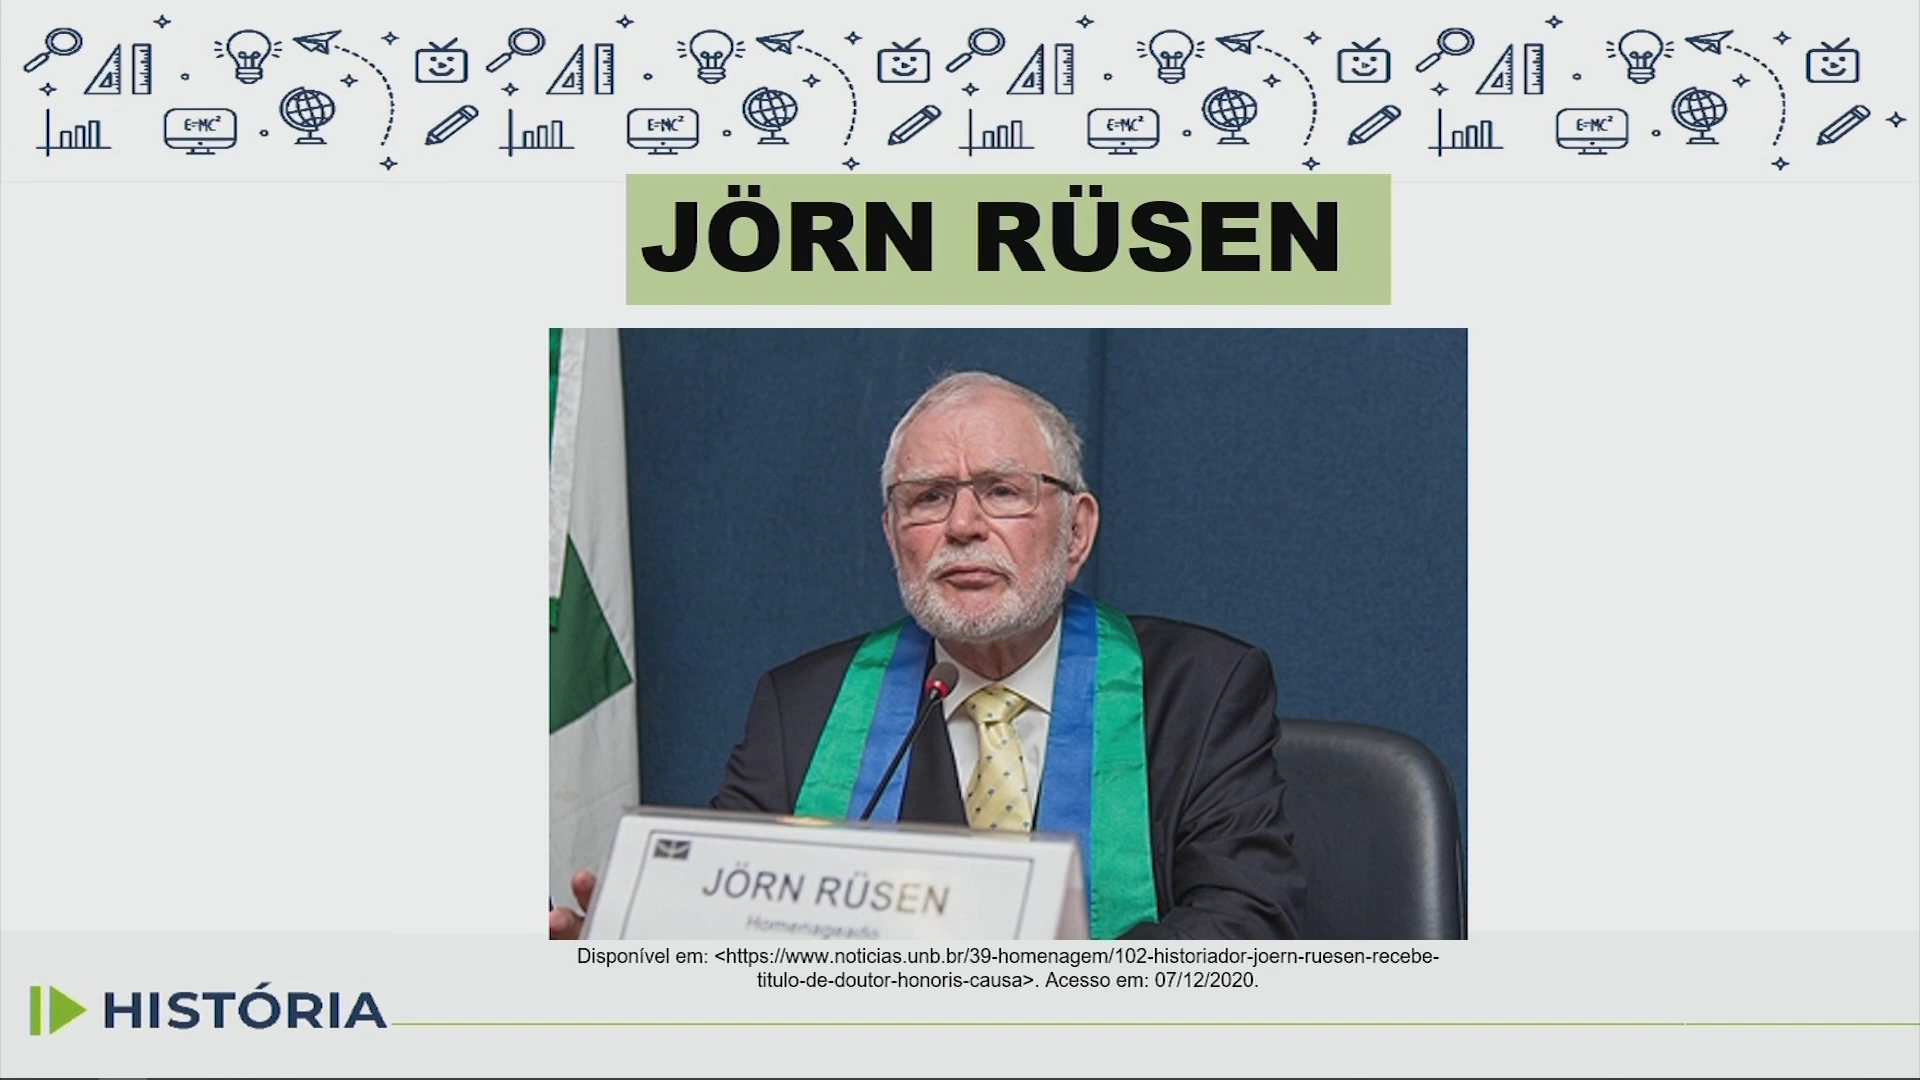 E=MC²
E=MC²
E=MC²
E=MC²
JÖRN RÜSEN
JÖRN RÜSEN
Homenageado
Disponível em: <https://www.noticias.unb.br/39-homenagem/102-historiador-joern-ruesen-recebe-
titulo-de-doutor-honoris-causa>. Acesso em: 07/12/2020.
HISTÓRIA